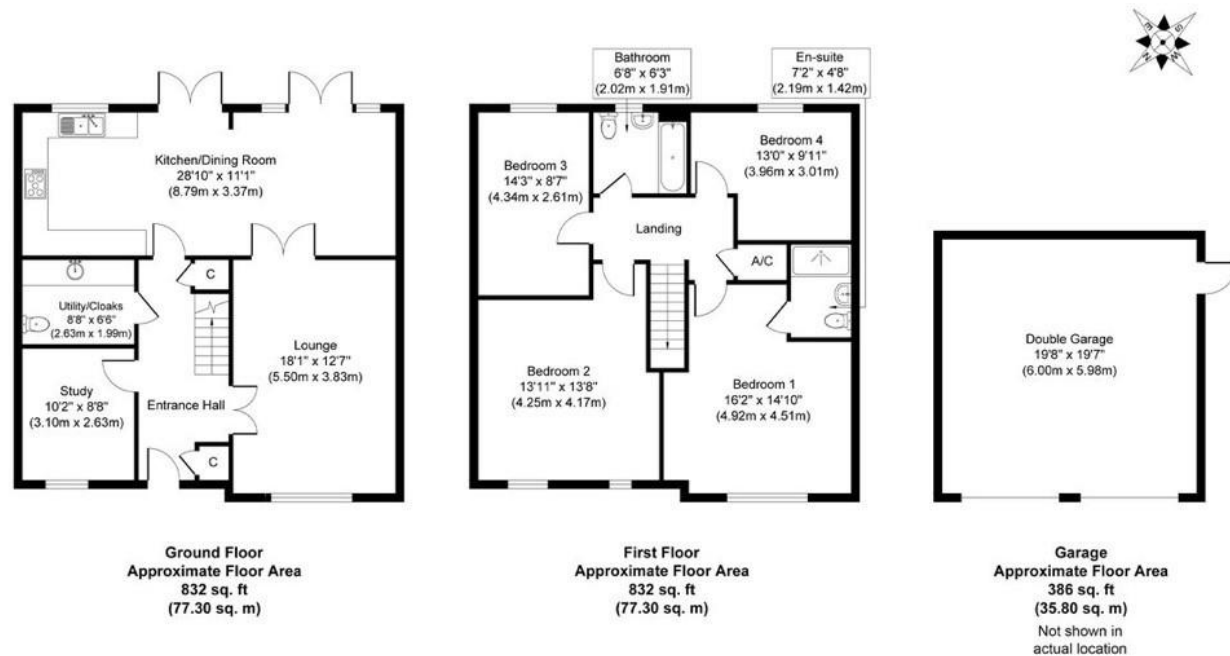 Bathroom
6'8" x 6'3"
(2.02m x 1.91m)
En-suite
7'2" x 4'8"
(2.19m x 1.42m)
S
E
W
N
Kitchen/Dining Room
28'10" x 11'1"
(8.79m x 3.37m)
C
Utility/Cloaks
8'8" x 6'6"
(2.63m x 1.99m)
Lounge
18'1" x 12'7"
(5.50m x 3.83m)
Study
10'2" x 8'8"
(3.10m x 2.63m)
Entrance Hall
C
Bedroom 3
14'3" x 8'7"
(4.34m x 2.61m)
Bedroom 4
13'0" x 9'11"
(3.96m x 3.01m)
Landing
A/C
Bedroom 2
13'11" x 13'8"
(4.25m x 4.17m)
Bedroom 1
16'2" x 14'10"
(4.92m x 4.51m)
Double Garage
19'8" x 19'7"
(6.00m x 5.98m)
Ground Floor
Approximate Floor Area
832 sq. ft
(77.30 sq. m)
First Floor
Approximate Floor Area
832 sq. ft
(77.30 sq. m)
Garage
Approximate Floor Area
386 sq. ft
(35.80 sq. m)
Not shown in
actual location